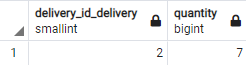 delivery_id_delivery quantity
smallint bigint
1 2 7